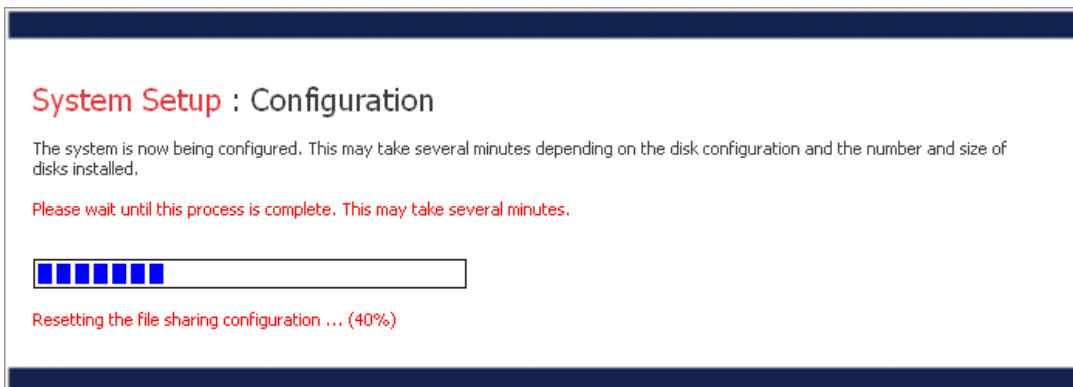 System Setup : Configuration
The system is now being configured. This may take several minutes depending on the disk configuration and the number and size of
disks installed.
Please wait until this process is complete. This may take several minutes.
Resetting the file sharing configuration ... (40%)